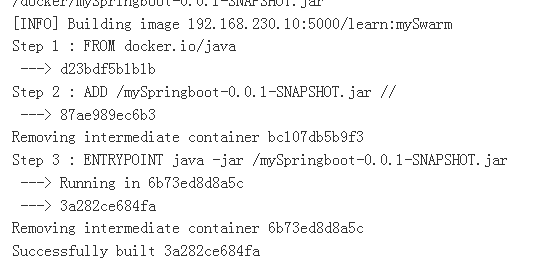 /docker/mySpringboot-0.0.1-SNAPSHOT.jar
[INFO] Building image 192.168.230.10:5000/learn:mySwarm
Step 1 : FROM docker.io/java
---> d23bdf5b1b1b
Step 2 : ADD /mySpringboot-0.0.1-SNAPSHOT.jar //
---> 87ae989ec6b3
Removing intermediate container bc107db5b9f3
Step 3 : ENTRYPOINT java -jar /mySpringboot-0.0.1-SNAPSHOT.jar
---> Running in 6b73ed8d8a5c
---> 3a282ce684fa
Removing intermediate container 6b73ed8d8a5c
Successfully built 3a282ce684fa